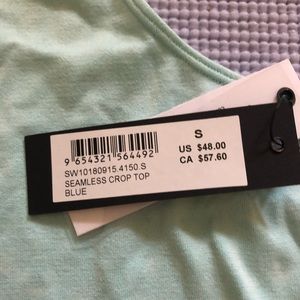 S
US $48.00
CA $57.60
9 654321 564492
SW10180915.4150.S
SEAMLESS CROP TOP
BLUE